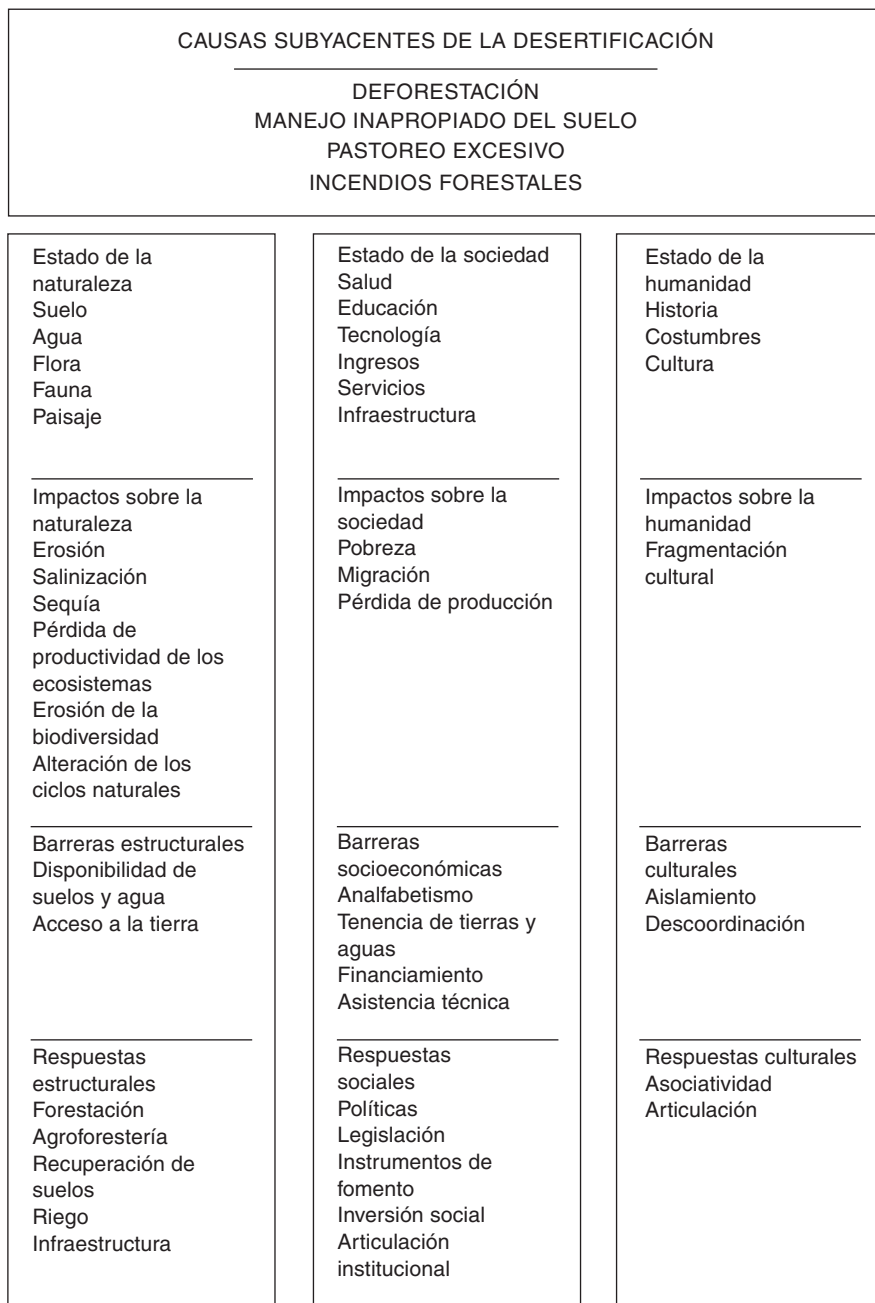 CAUSAS SUBYACENTES DE LA DESERTIFICACIÓN
DEFORESTACIÓN
MANEJO INAPROPIADO DEL SUELO
PASTOREO EXCESIVO
INCENDIOS FORESTALES
Estado de la
naturaleza
Suelo
Agua
Flora
Fauna
Paisaje
Impactos sobre la
naturaleza
Erosión
Salinización
Sequía
Pérdida de
productividad de los
ecosistemas
Erosión de la
biodiversidad
Alteración de los
ciclos naturales
Barreras estructurales
Disponibilidad de
suelos y agua
Acceso a la tierra
Respuestas
estructurales
Forestación
Agroforestería
Recuperación de
suelos
Riego
Infraestructura
Estado de la sociedad
Salud
Educación
Tecnología
Ingresos
Servicios
Infraestructura
Impactos sobre la
sociedad
Pobreza
Migración
Pérdida de producción
Barreras
socioeconómicas
Analfabetismo
Tenencia de tierras y
aguas
Financiamiento
Asistencia técnica
Respuestas
sociales
Políticas
Legislación
Instrumentos de
fomento
Inversión social
Articulación
institucional
Estado de la
humanidad
Historia
Costumbres
Cultura
Impactos sobre la
humanidad
Fragmentación
cultural
Barreras
culturales
Aislamiento
Descoordinación
Respuestas culturales
Asociatividad
Articulación